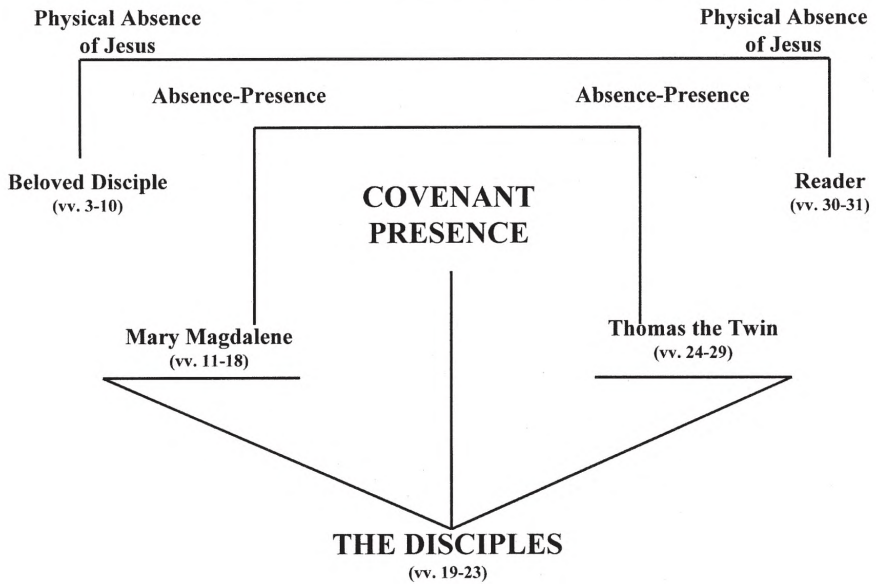 Physical Absence
of Jesus
Physical Absence
of Jesus
Absence-Presence
Absence-Presence
Beloved Disciple
(vv. 3-10)
COVENANT
PRESENCE
Reader
(vv. 30-31)
Mary Magdalene
(vv. 11-18)
Thomas the Twin
(vv. 24-29)
THE DISCIPLES
(vv. 19-23)